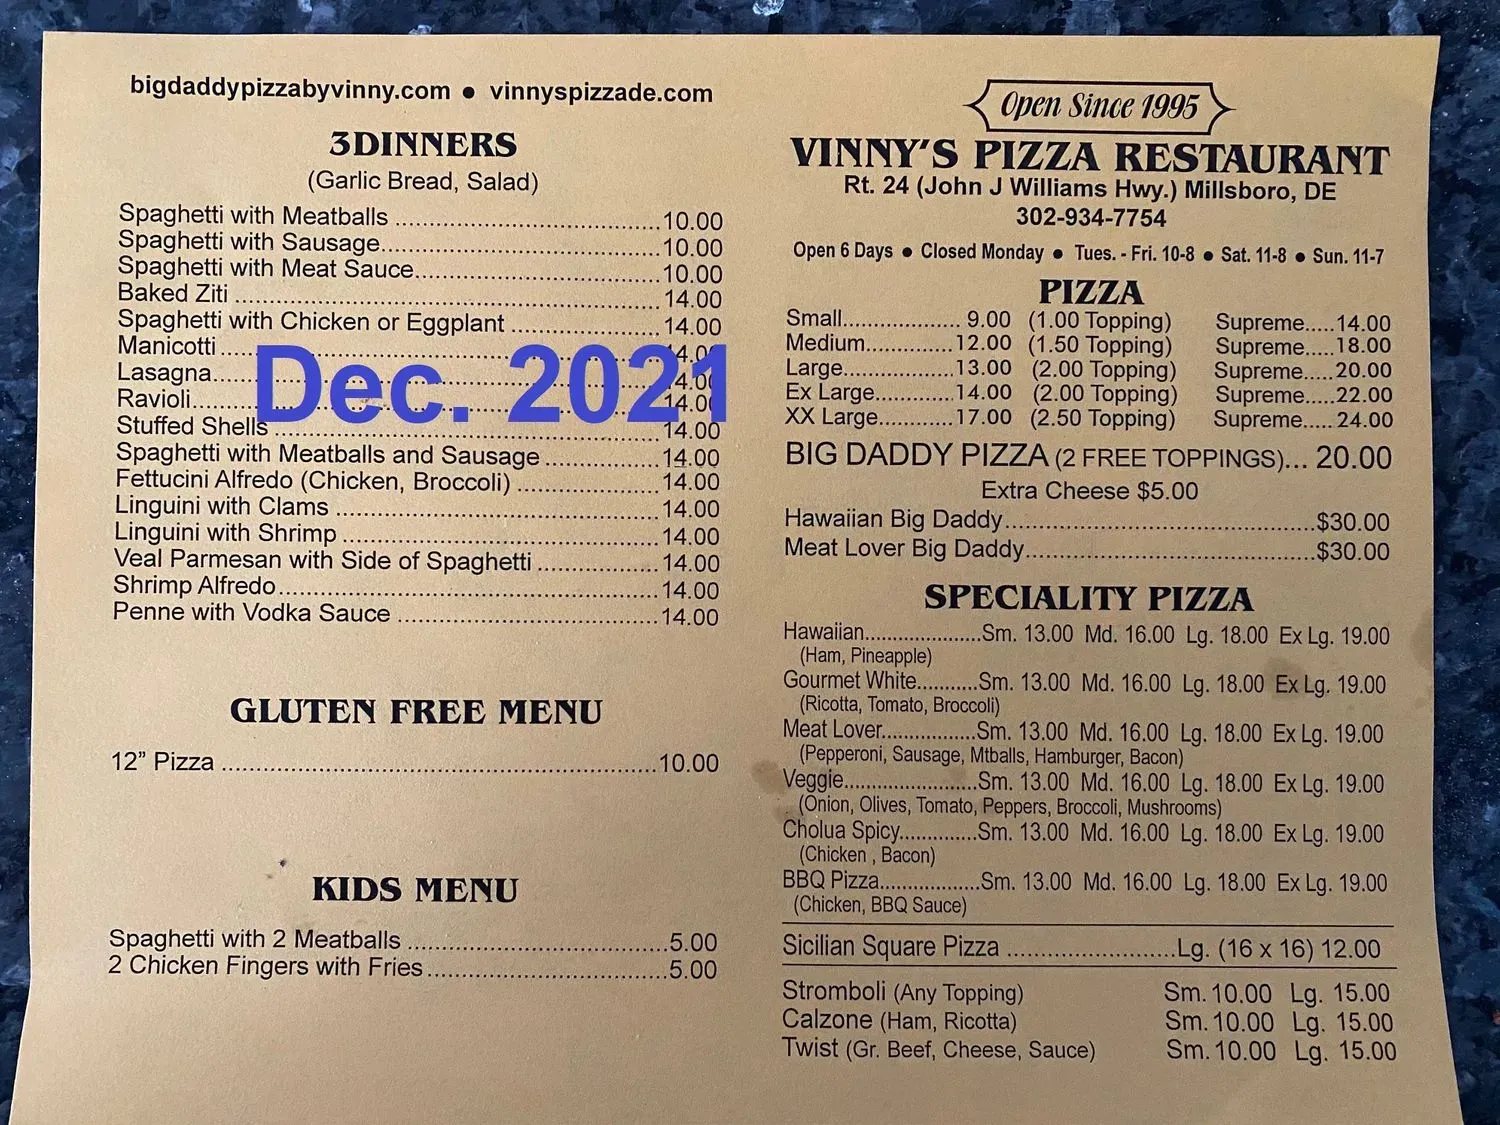 bigdaddypizzabyvinny.com • vinnyspizzade.com
3DINNERS
(Garlic Bread, Salad)
Spaghetti with Meatballs ........ 10.00
Spaghetti with Sausage........ 10.00
Spaghetti with Meat Sauce........ 10.00
Baked Ziti ........ 14.00
Spaghetti with Chicken or Eggplant ........ 14.00
Manicotti ........ 14.00
Lasagna........ 14.00
Ravioli........ 14.00
Stuffed Shells ........ 14.00
Spaghetti with Meatballs and Sausage ........ 14.00
Fettucini Alfredo (Chicken, Broccoli) ........ 14.00
Linguini with Clams ........ 14.00
Linguini with Shrimp ........ 14.00
Veal Parmesan with Side of Spaghetti ........ 14.00
Shrimp Alfredo........ 14.00
Penne with Vodka Sauce ........ 14.00
Dec. 2021
GLUTEN FREE MENU
12” Pizza ........ 10.00
KIDS MENU
Spaghetti with 2 Meatballs ........ 5.00
2 Chicken Fingers with Fries ........ 5.00
Open Since 1995
VINNY'S PIZZA RESTAURANT
Rt. 24 (John J Williams Hwy.) Millsboro, DE
302-934-7754
Open 6 Days • Closed Monday • Tues. - Fri. 10-8 • Sat. 11-8 • Sun. 11-7
PIZZA
Small........ 9.00 (1.00 Topping) Supreme.....14.00
Medium........12.00 (1.50 Topping) Supreme.....18.00
Large........13.00 (2.00 Topping) Supreme.....20.00
Ex Large........14.00 (2.00 Topping) Supreme.....22.00
XX Large........17.00 (2.50 Topping) Supreme.....24.00
BIG DADDY PIZZA (2 FREE TOPPINGS)... 20.00
Extra Cheese $5.00
Hawaiian Big Daddy........$30.00
Meat Lover Big Daddy........$30.00
SPECIALITY PIZZA
Hawaiian........Sm. 13.00 Md. 16.00 Lg. 18.00 Ex Lg. 19.00
(Ham, Pineapple)
Gourmet White........Sm. 13.00 Md. 16.00 Lg. 18.00 Ex Lg. 19.00
(Ricotta, Tomato, Broccoli)
Meat Lover........Sm. 13.00 Md. 16.00 Lg. 18.00 Ex Lg. 19.00
(Pepperoni, Sausage, Mtballs, Hamburger, Bacon)
Veggie........Sm. 13.00 Md. 16.00 Lg. 18.00 Ex Lg. 19.00
(Onion, Olives, Tomato, Peppers, Broccoli, Mushrooms)
Cholua Spicy........Sm. 13.00 Md. 16.00 Lg. 18.00 Ex Lg. 19.00
(Chicken , Bacon)
BBQ Pizza........Sm. 13.00 Md. 16.00 Lg. 18.00 Ex Lg. 19.00
(Chicken, BBQ Sauce)
Sicilian Square Pizza ........Lg. (16 x 16) 12.00
Stromboli (Any Topping) Sm. 10.00 Lg. 15.00
Calzone (Ham, Ricotta) Sm. 10.00 Lg. 15.00
Twist (Gr. Beef, Cheese, Sauce) Sm. 10.00 Lg. 15.00